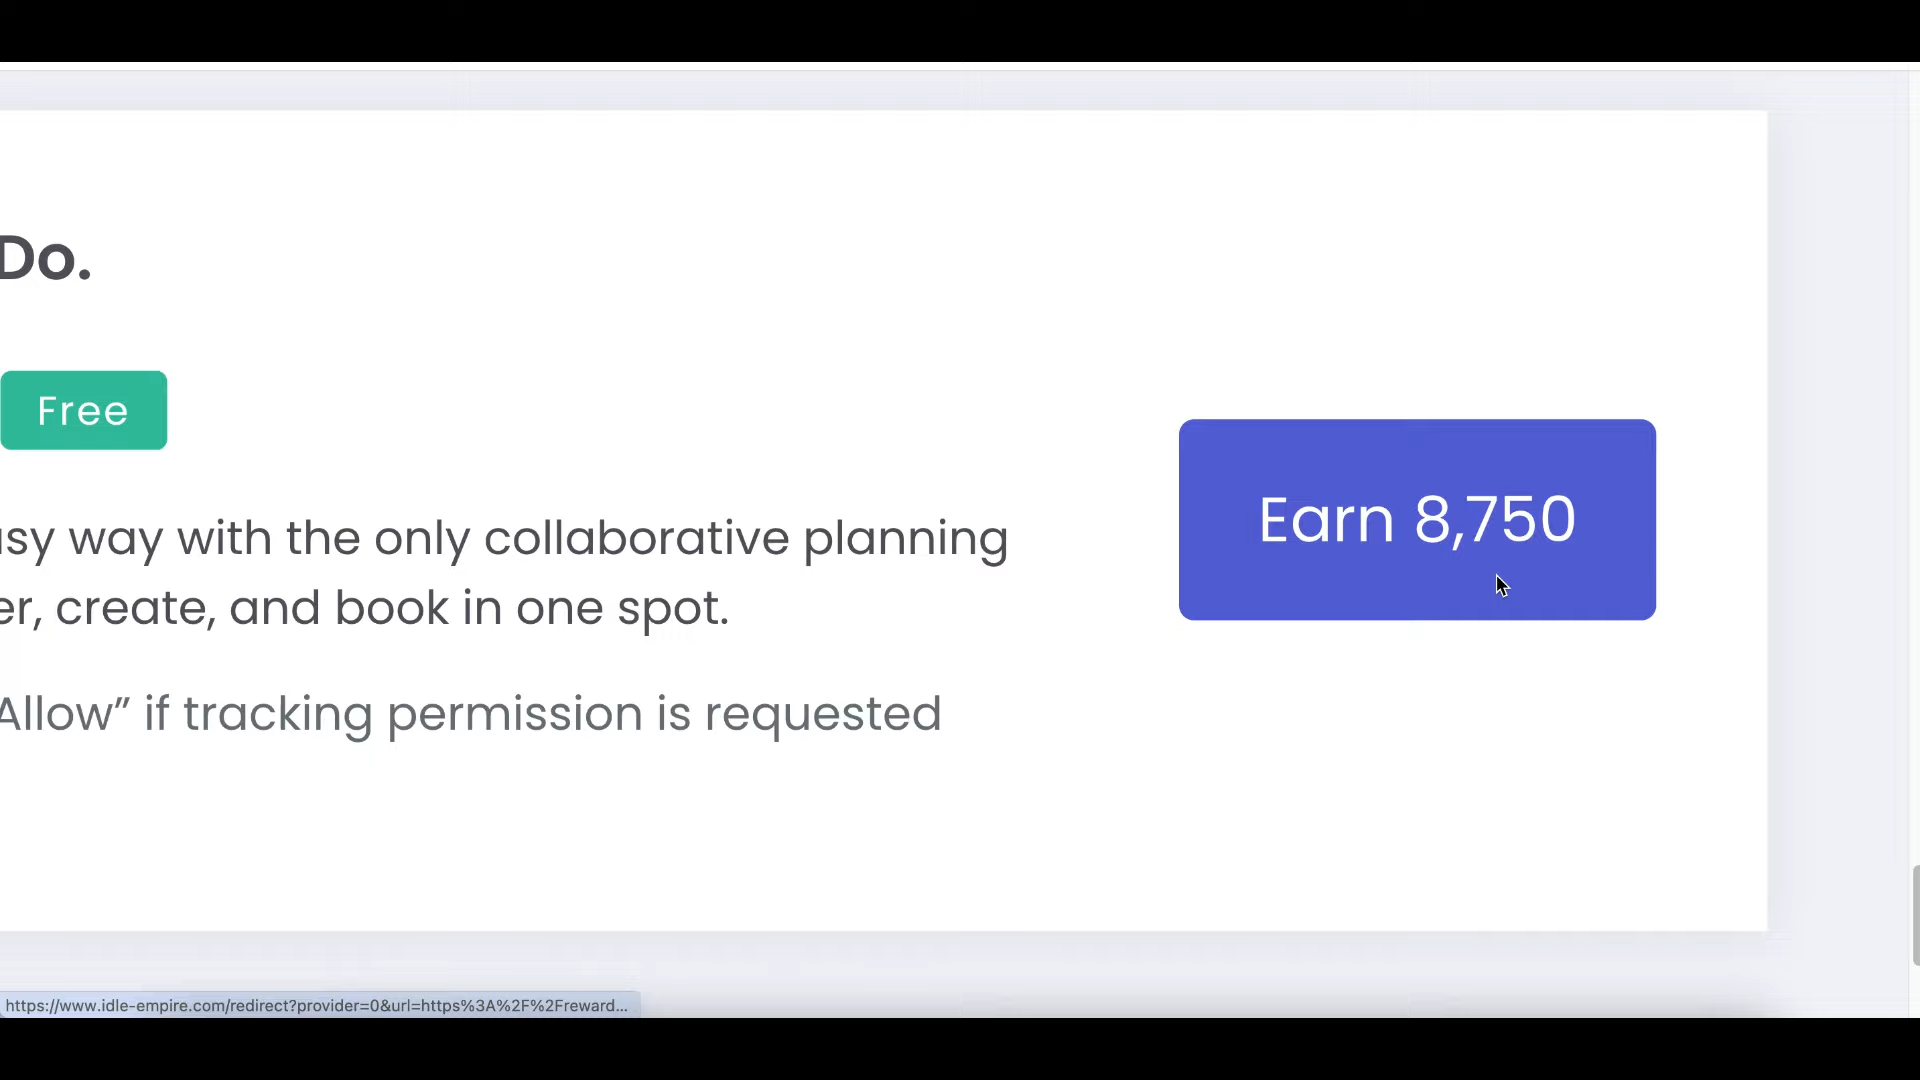 Do.
Free
asy way with the only collaborative planning
er, create, and book in one spot.
Allow” if tracking permission is requested
Earn 8,750
https://www.idle-empire.com/redirect?provider=0&url=https%3A%2F%2Freward...